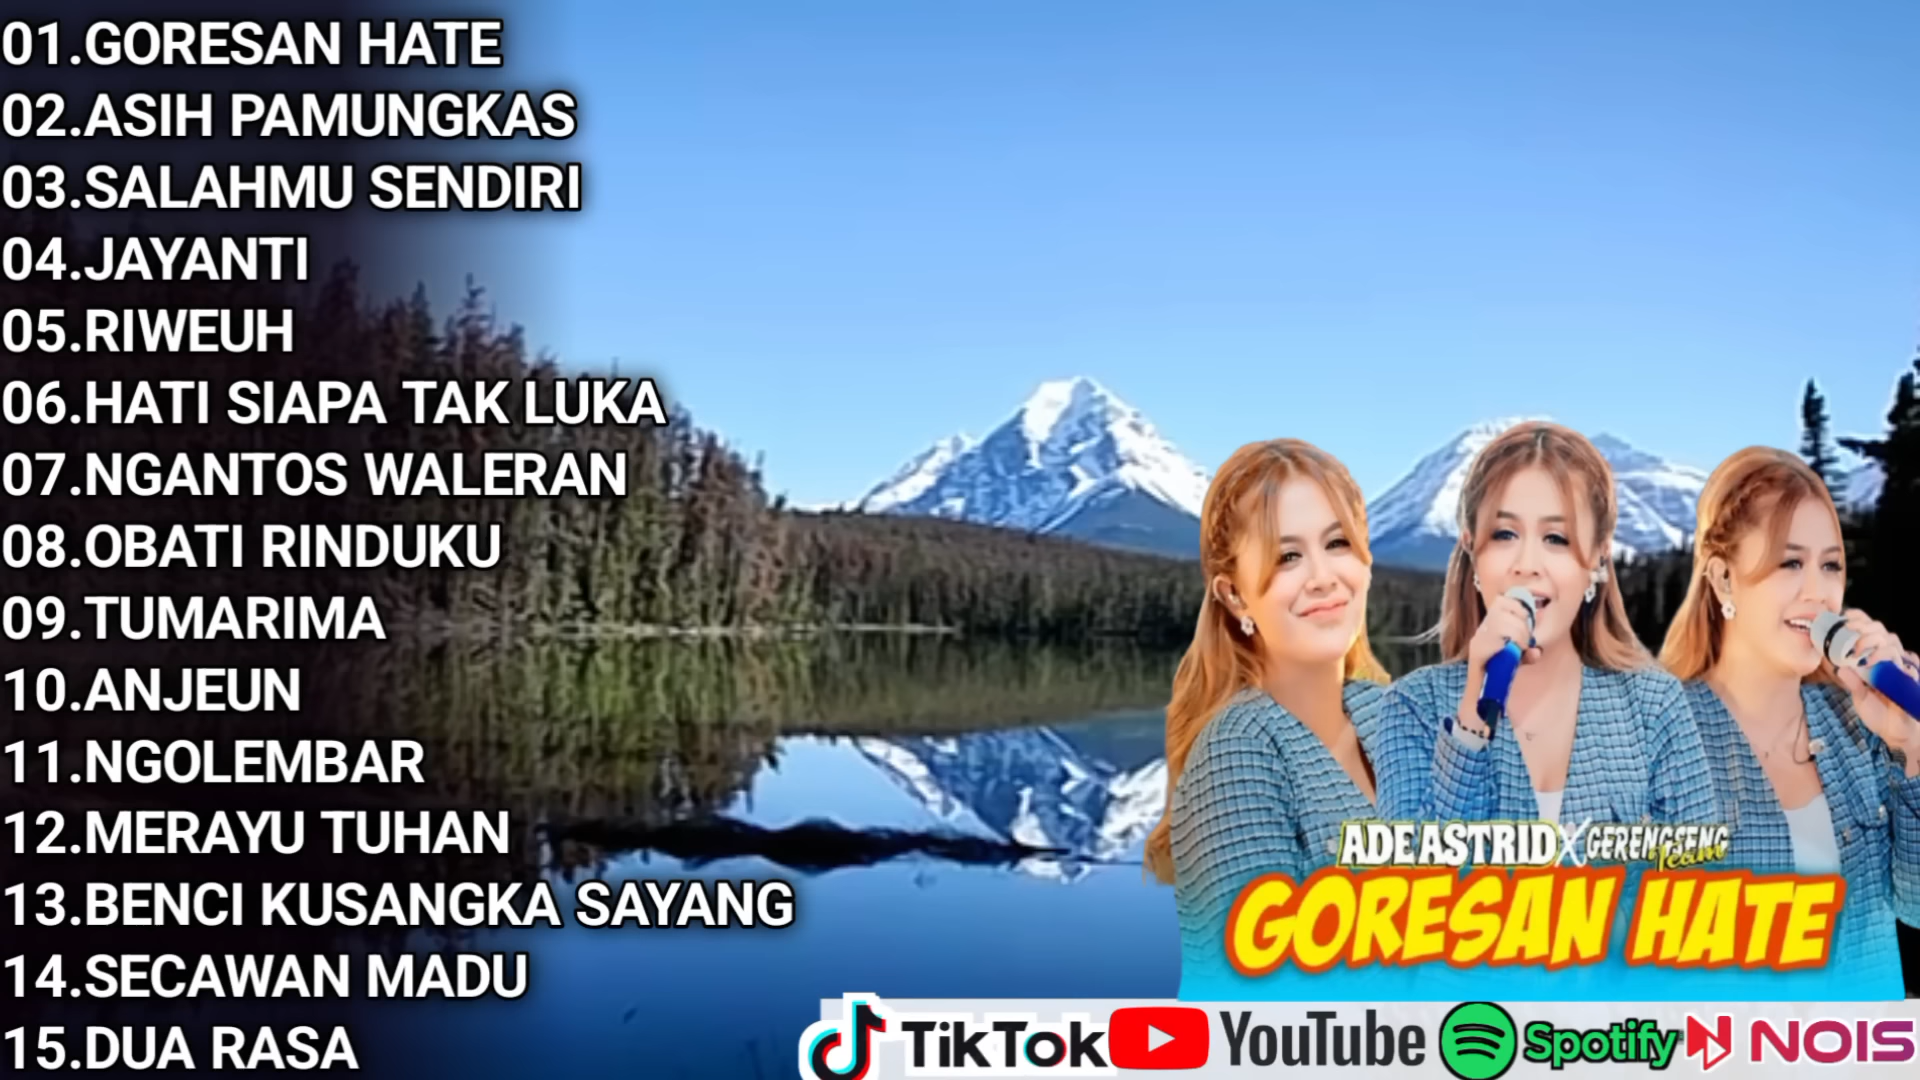 01.GORESAN HATE
02.ASIH PAMUNGKAS
03.SALAHMU SENDIRI
04.JAYANTI
05.RIWEUH
06.HATI SIAPA TAK LUKA
07.NGANTOS WALERAN
08.OBATI RINDUKU
09.TUMARIMA
10.ANJEUN
11.NGOLEMBAR
12.MERAYU TUHAN
13.BENCI KUSANGKA SAYANG
14.SECAWAN MADU
15.DUA RASA
ADE ASTRID X GERENGSENG Team
GORESAN HATE
TikTok YouTube Spotify NOIS